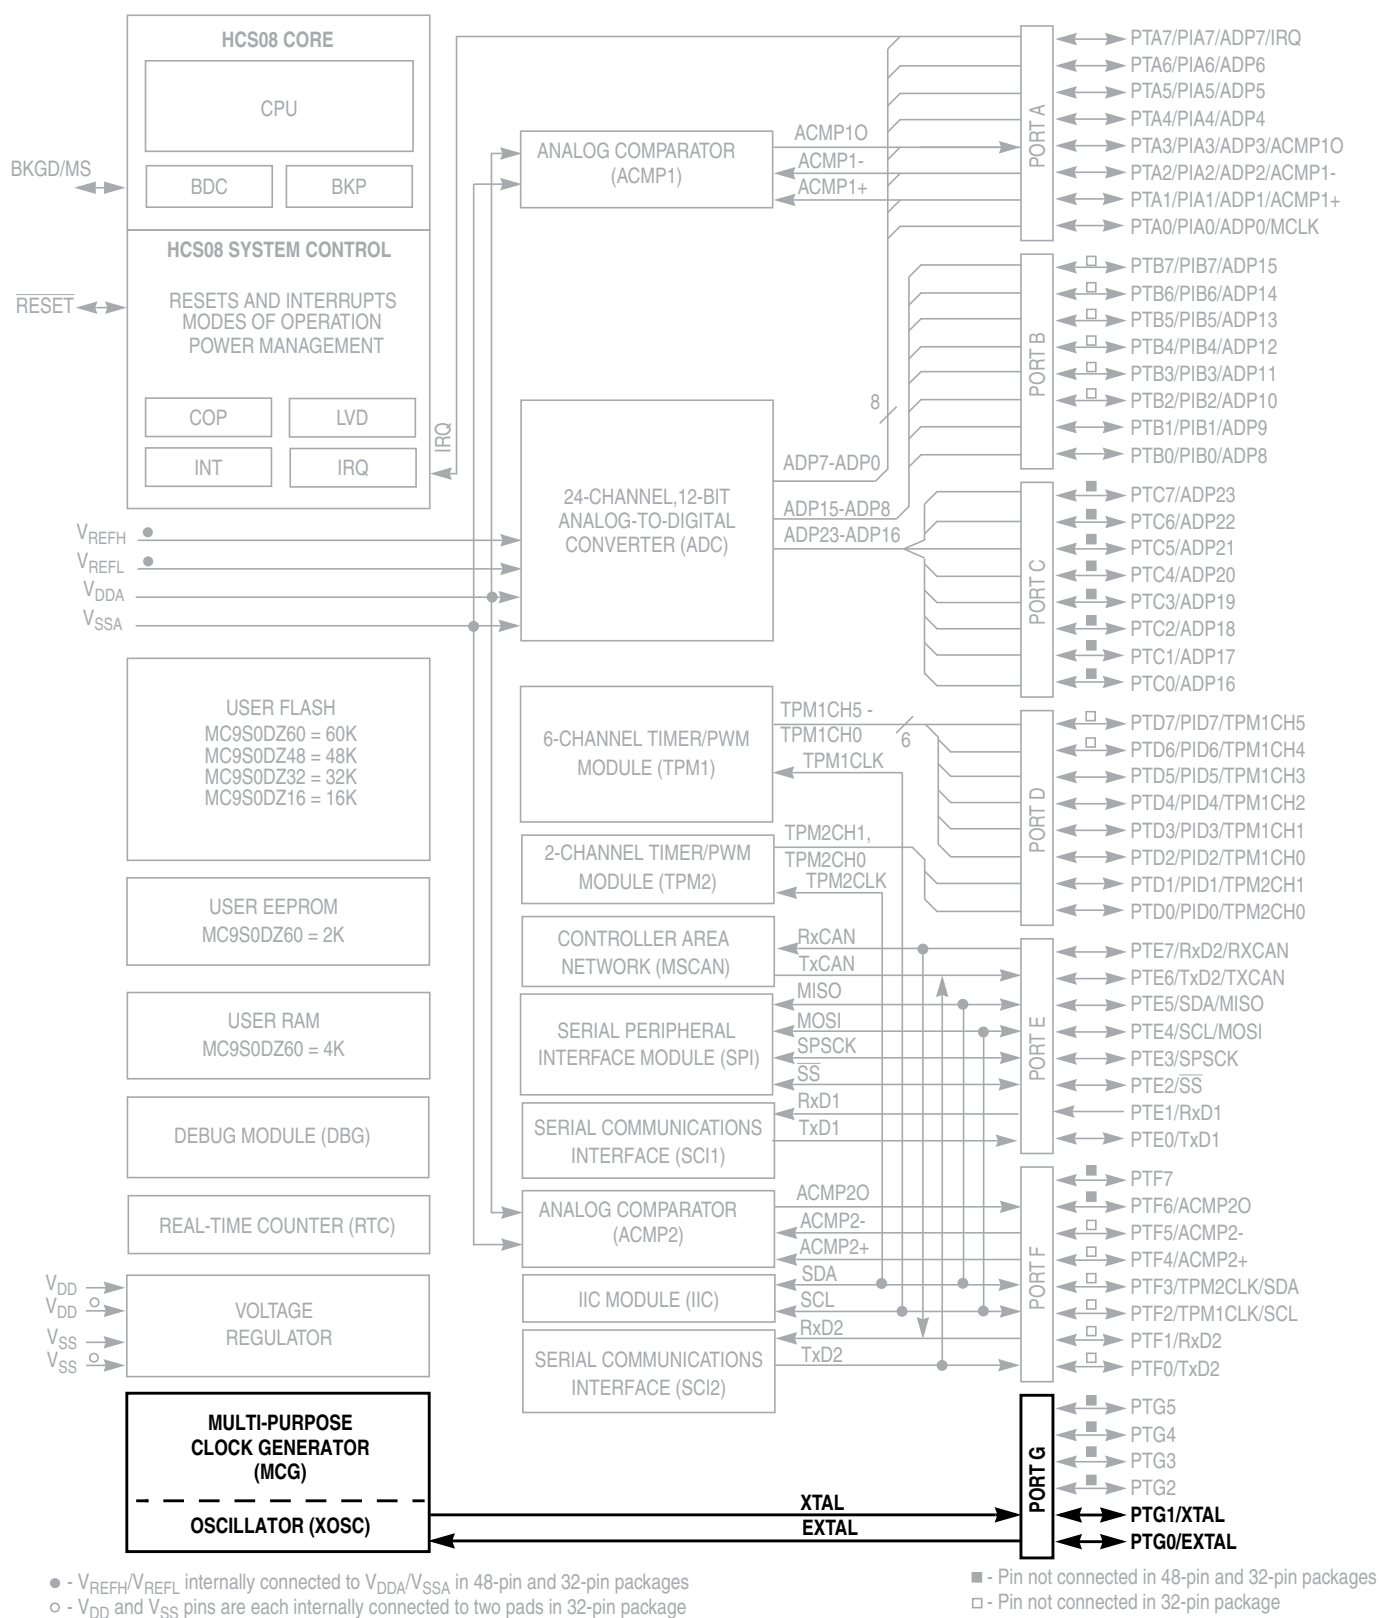 HCS08 CORE
CPU
BDC
BKP
BKGD/MS
HCS08 SYSTEM CONTROL
RESETS AND INTERRUPTS
MODES OF OPERATION
POWER MANAGEMENT
RESET
COP
LVD
INT
IRQ
IRQ
VREFH
VREFL
VDDA
VSSA
USER FLASH
MC9S0DZ60 = 60K
MC9S0DZ48 = 48K
MC9S0DZ32 = 32K
MC9S0DZ16 = 16K
USER EEPROM
MC9S0DZ60 = 2K
USER RAM
MC9S0DZ60 = 4K
DEBUG MODULE (DBG)
REAL-TIME COUNTER (RTC)
VDD
VDD
VSS
VSS
VOLTAGE
REGULATOR
MULTI-PURPOSE
CLOCK GENERATOR
(MCG)
OSCILLATOR (XOSC)
ANALOG COMPARATOR
(ACMP1)
ACMP1O
ACMP1-
ACMP1+
24-CHANNEL,12-BIT
ANALOG-TO-DIGITAL
CONVERTER (ADC)
8
ADP7-ADP0
ADP15-ADP8
ADP23-ADP16
6-CHANNEL TIMER/PWM
MODULE (TPM1)
TPM1CH5 -
TPM1CH0
6
TPM1CLK
2-CHANNEL TIMER/PWM
MODULE (TPM2)
TPM2CH1,
TPM2CH0
TPM2CLK
CONTROLLER AREA
NETWORK (MSCAN)
RxCAN
TxCAN
SERIAL PERIPHERAL
INTERFACE MODULE (SPI)
MISO
MOSI
SPSCK
SS
SERIAL COMMUNICATIONS
INTERFACE (SCI1)
RxD1
TxD1
ANALOG COMPARATOR
(ACMP2)
ACMP2O
ACMP2-
ACMP2+
IIC MODULE (IIC)
SDA
SCL
SERIAL COMMUNICATIONS
INTERFACE (SCI2)
RxD2
TxD2
XTAL
EXTAL
PORT A
PTA7/PIA7/ADP7/IRQ
PTA6/PIA6/ADP6
PTA5/PIA5/ADP5
PTA4/PIA4/ADP4
PTA3/PIA3/ADP3/ACMP1O
PTA2/PIA2/ADP2/ACMP1-
PTA1/PIA1/ADP1/ACMP1+
PTA0/PIA0/ADP0/MCLK
PORT B
PTB7/PIB7/ADP15
PTB6/PIB6/ADP14
PTB5/PIB5/ADP13
PTB4/PIB4/ADP12
PTB3/PIB3/ADP11
PTB2/PIB2/ADP10
PTB1/PIB1/ADP9
PTB0/PIB0/ADP8
PORT C
PTC7/ADP23
PTC6/ADP22
PTC5/ADP21
PTC4/ADP20
PTC3/ADP19
PTC2/ADP18
PTC1/ADP17
PTC0/ADP16
PORT D
PTD7/PID7/TPM1CH5
PTD6/PID6/TPM1CH4
PTD5/PID5/TPM1CH3
PTD4/PID4/TPM1CH2
PTD3/PID3/TPM1CH1
PTD2/PID2/TPM1CH0
PTD1/PID1/TPM2CH1
PTD0/PID0/TPM2CH0
PORT E
PTE7/RxD2/RXCAN
PTE6/TxD2/TXCAN
PTE5/SDA/MISO
PTE4/SCL/MOSI
PTE3/SPSCK
PTE2/SS
PTE1/RxD1
PTE0/TxD1
PORT F
PTF7
PTF6/ACMP2O
PTF5/ACMP2-
PTF4/ACMP2+
PTF3/TPM2CLK/SDA
PTF2/TPM1CLK/SCL
PTF1/RxD2
PTF0/TxD2
PORT G
PTG5
PTG4
PTG3
PTG2
PTG1/XTAL
PTG0/EXTAL
● - VREFH/VREFL internally connected to VDDA/VSSA in 48-pin and 32-pin packages
○ - VDD and VSS pins are each internally connected to two pads in 32-pin package
■ - Pin not connected in 48-pin and 32-pin packages
□ - Pin not connected in 32-pin package